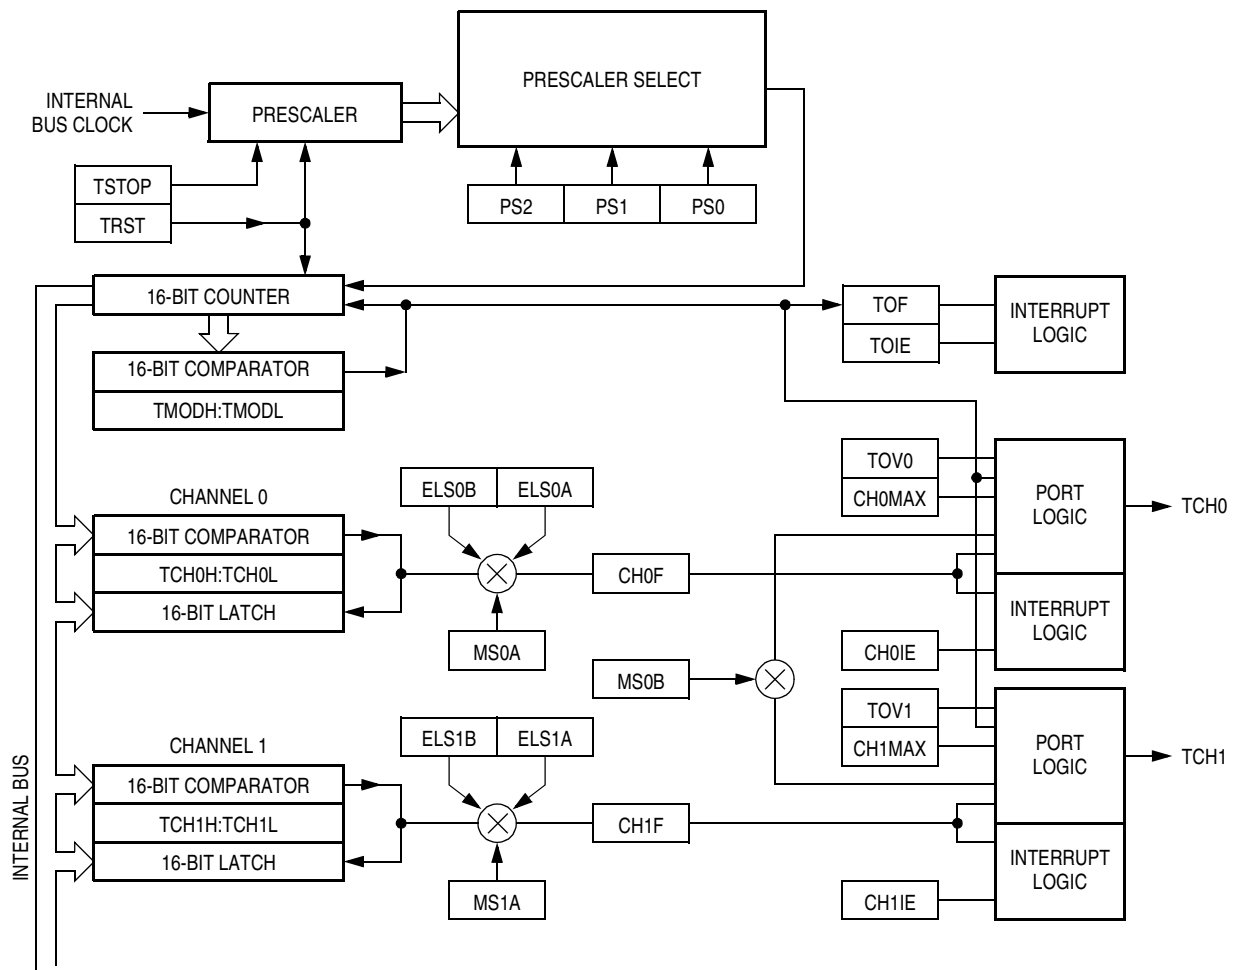 PRESCALER SELECT
INTERNAL
BUS CLOCK
PRESCALER
TSTOP
TRST
PS2
PS1
PS0
16-BIT COUNTER
TOF
TOIE
INTERRUPT
LOGIC
16-BIT COMPARATOR
TMODH:TMODL
CHANNEL 0
16-BIT COMPARATOR
TCH0H:TCH0L
16-BIT LATCH
ELS0B
ELS0A
MS0A
CH0F
TOV0
CH0MAX
PORT
LOGIC
TCH0
INTERRUPT
LOGIC
CH0IE
MS0B
CHANNEL 1
16-BIT COMPARATOR
TCH1H:TCH1L
16-BIT LATCH
ELS1B
ELS1A
MS1A
CH1F
TOV1
CH1MAX
PORT
LOGIC
TCH1
INTERRUPT
LOGIC
CH1IE
INTERNAL BUS